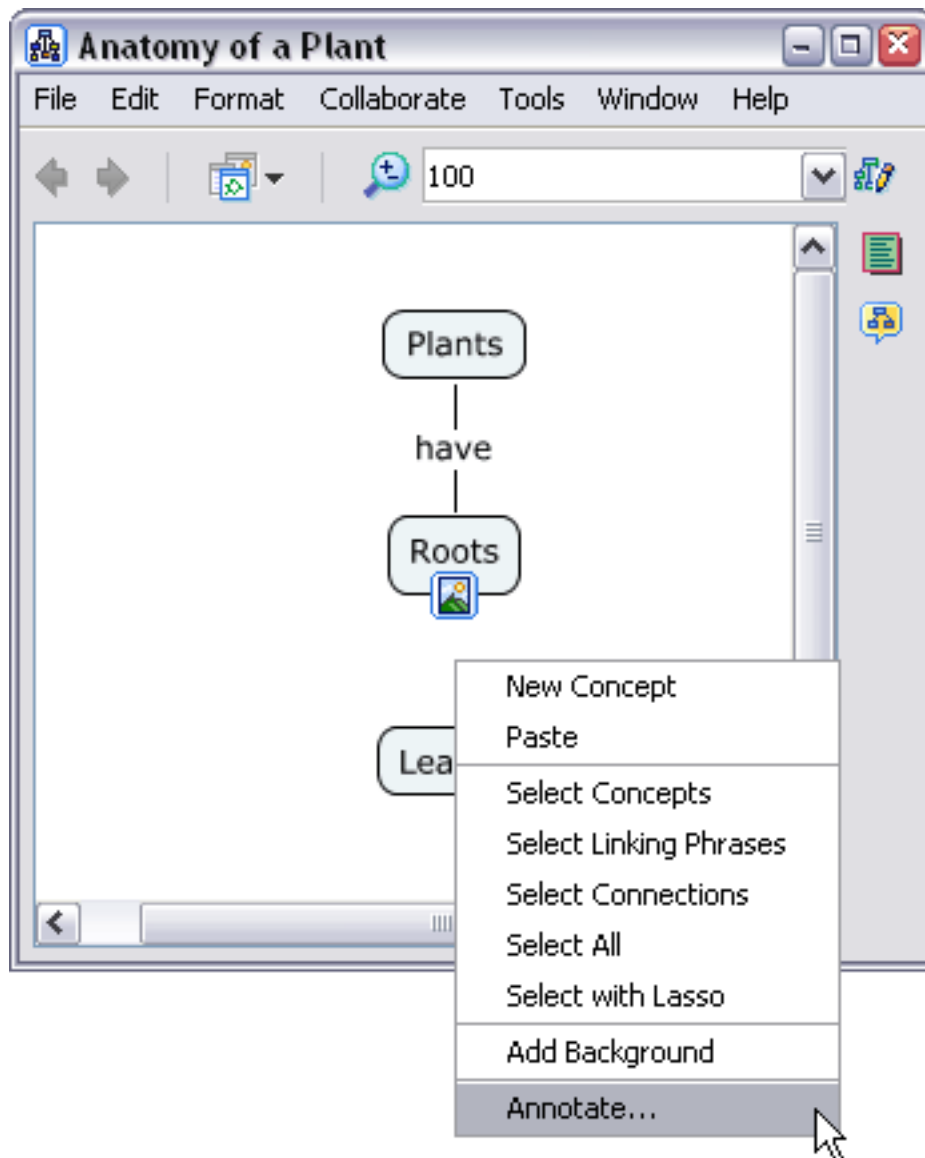 Anatomy of a Plant
File Edit Format Collaborate Tools Window Help
100
Plants
have
Roots
Lea
New Concept
Paste
Select Concepts
Select Linking Phrases
Select Connections
Select All
Select with Lasso
Add Background
Annotate...